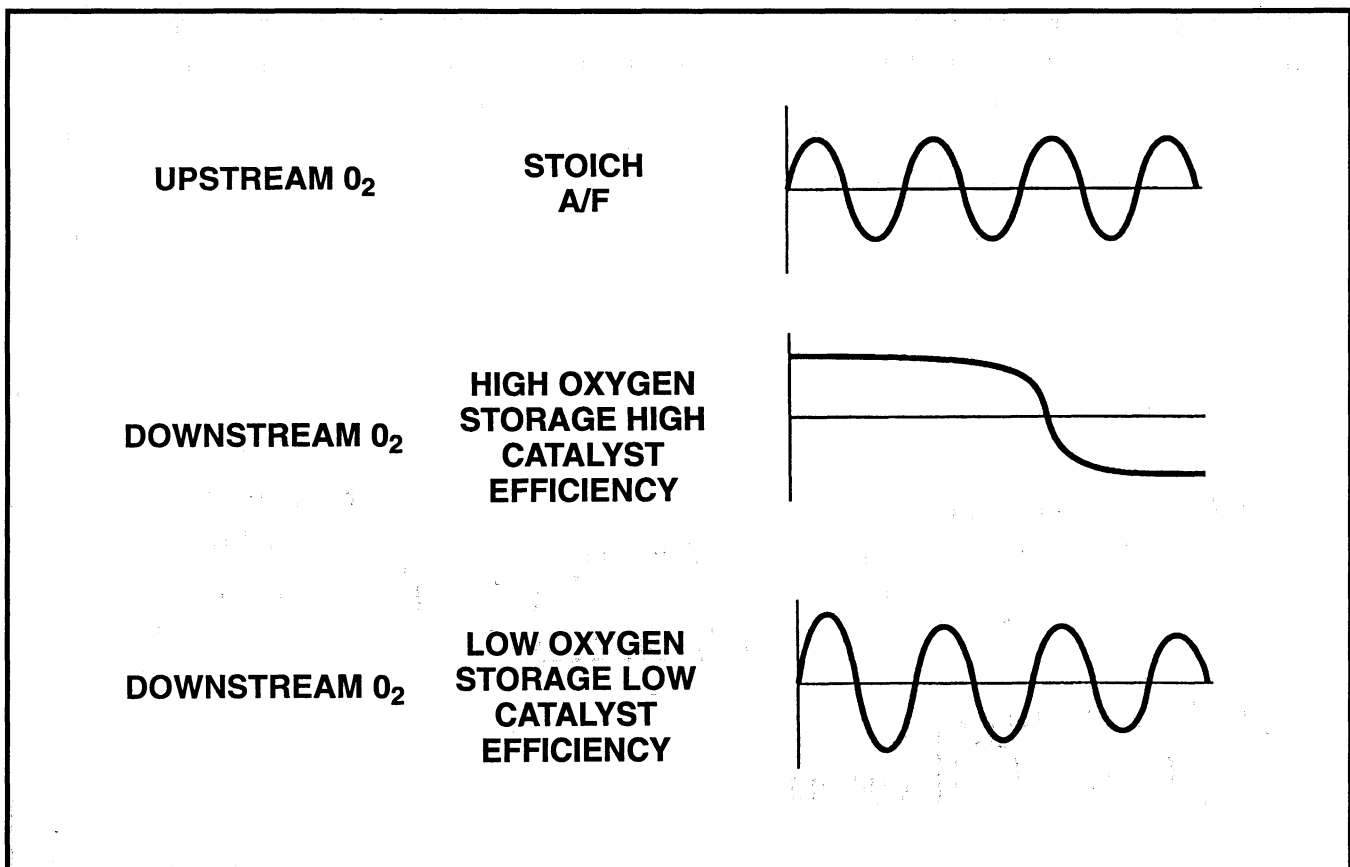 UPSTREAM 0₂
STOICH
A/F
DOWNSTREAM 0₂
HIGH OXYGEN
STORAGE HIGH
CATALYST
EFFICIENCY
DOWNSTREAM 0₂
LOW OXYGEN
STORAGE LOW
CATALYST
EFFICIENCY